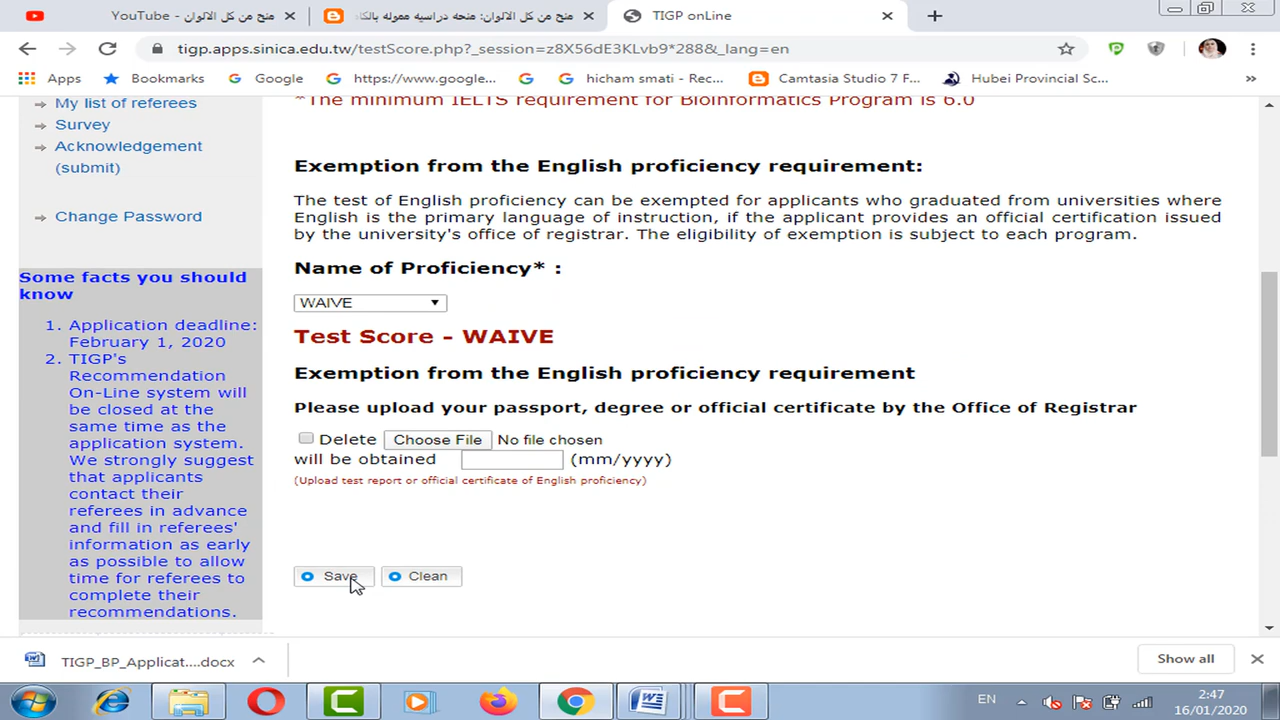 YouTube - منح من كل الالوان
منح من كل الالوان: منحه دراسيه مموله بالكا
TIGP onLine
tigp.apps.sinica.edu.tw/testScore.php?_session=z8X56dE3KLvb9*288&_lang=en
Apps
Bookmarks
Google
https://www.google...
hicham smati - Rec...
Camtasia Studio 7 F...
Hubei Provincial Sc...
»
My list of referees
Survey
Acknowledgement
(submit)
Change Password
Some facts you should
know
1. Application deadline:
February 1, 2020
2. TIGP's
Recommendation
On-Line system will
be closed at the
same time as the
application system.
We strongly suggest
that applicants
contact their
referees in advance
and fill in referees'
information as early
as possible to allow
time for referees to
complete their
recommendations.
*The minimum IELTS requirement for Bioinformatics Program is 6.0
Exemption from the English proficiency requirement:
The test of English proficiency can be exempted for applicants who graduated from universities where
English is the primary language of instruction, if the applicant provides an official certification issued
by the university's office of registrar. The eligibility of exemption is subject to each program.
Name of Proficiency* :
WAIVE
Test Score - WAIVE
Exemption from the English proficiency requirement
Please upload your passport, degree or official certificate by the Office of Registrar
Delete Choose File No file chosen
will be obtained (mm/yyyy)
(Upload test report or official certificate of English proficiency)
Save
Clean
TIGP_BP_Applicat....docx
Show all
EN
2:47
16/01/2020